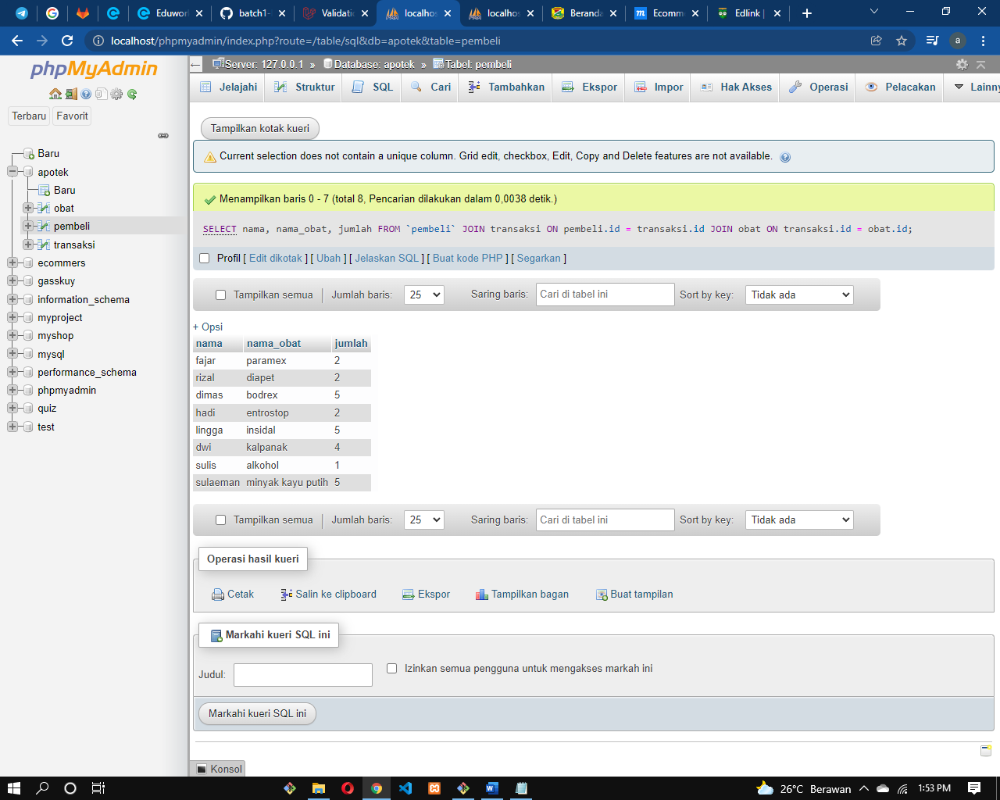 Eduwor
batch1-
Validatio
localhos
localhos
Beranda
Ecomm
Edlink |
localhost/phpmyadmin/index.php?route=/table/sql&db=apotek&table=pembeli
a
phpMyAdmin
Terbaru Favorit
Baru
apotek
Baru
obat
pembeli
transaksi
ecommers
gasskuy
information_schema
myproject
myshop
mysql
performance_schema
phpmyadmin
quiz
test
Server: 127.0.0.1 » Database: apotek » Tabel: pembeli
Jelajahi Struktur SQL Cari Tambahkan Ekspor Impor Hak Akses Operasi Pelacakan Lainny
Tampilkan kotak kueri
Current selection does not contain a unique column. Grid edit, checkbox, Edit, Copy and Delete features are not available.
Menampilkan baris 0 - 7 (total 8, Pencarian dilakukan dalam 0,0038 detik.)
SELECT nama, nama_obat, jumlah FROM `pembeli` JOIN transaksi ON pembeli.id = transaksi.id JOIN obat ON transaksi.id = obat.id;
Profil [ Edit dikotak ] [ Ubah ] [ Jelaskan SQL ] [ Buat kode PHP ] [ Segarkan ]
Tampilkan semua | Jumlah baris: 25 Saring baris: Cari di tabel ini Sort by key: Tidak ada
+ Opsi
nama nama_obat jumlah
fajar paramex 2
rizal diapet 2
dimas bodrex 5
hadi entrostop 2
lingga insidal 5
dwi kalpanak 4
sulis alkohol 1
sulaeman minyak kayu putih 5
Tampilkan semua | Jumlah baris: 25 Saring baris: Cari di tabel ini Sort by key: Tidak ada
Operasi hasil kueri
Cetak Salin ke clipboard Ekspor Tampilkan bagan Buat tampilan
Markahi kueri SQL ini
Judul: Izinkan semua pengguna untuk mengakses markah ini
Markahi kueri SQL ini
Konsol
26°C Berawan 1:53 PM